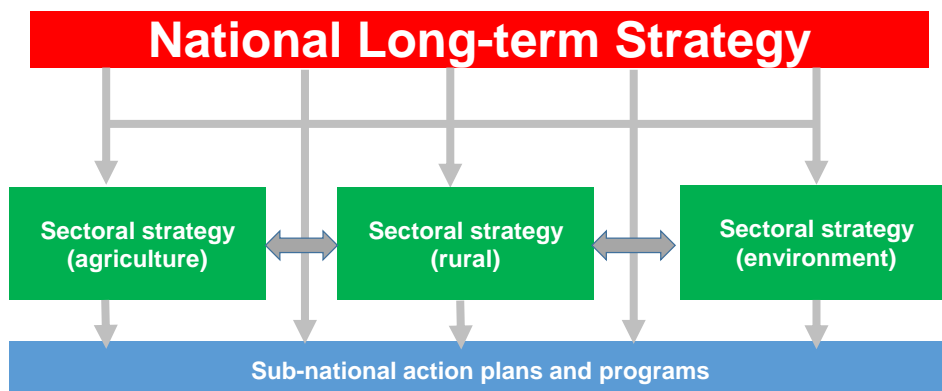 National Long-term Strategy
Sectoral strategy
(agriculture)
Sectoral strategy
(rural)
Sectoral strategy
(environment)
Sub-national action plans and programs